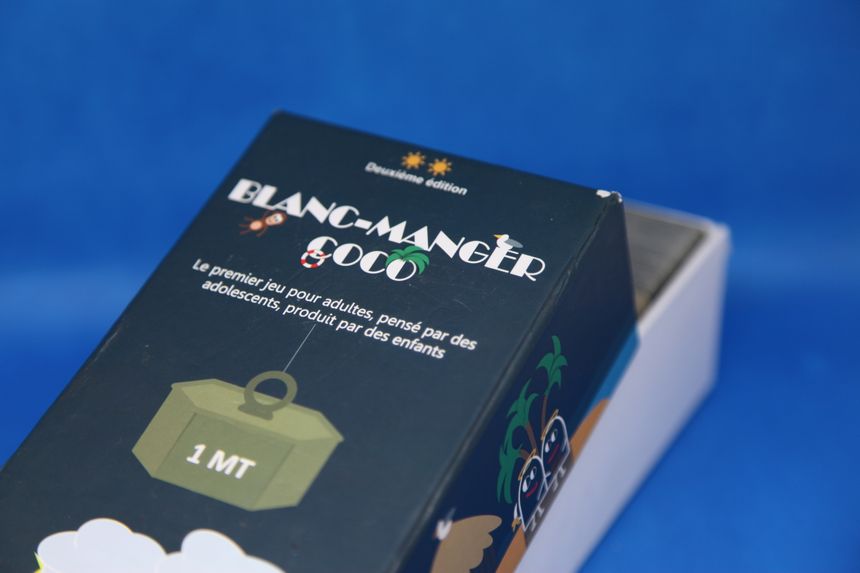 Deuxième édition
BLANC-MANGER
COCO
Le premier jeu pour adultes, pensé par des
adolescents, produit par des enfants
1 MT